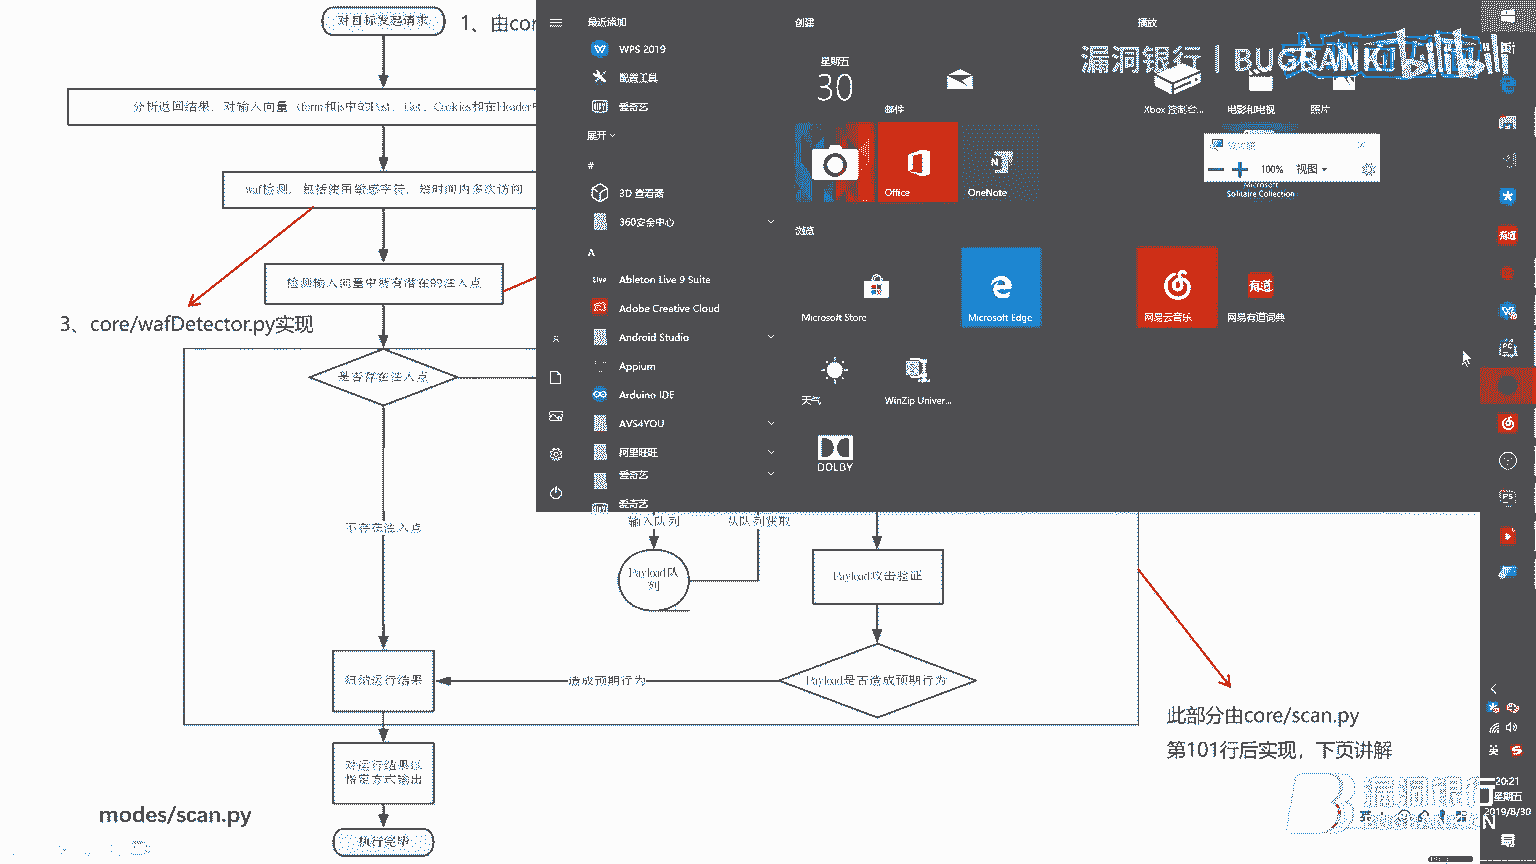 对目标发起请求
1、由cor
分析返回结果，对输入向量（form和js中的Post、Get、Cookies和在Header中
waf检测，包括使用敏感字符，短时间内多次访问
检测输入向量中所有潜在的注入点
3、core/wafDetector.py实现
是否存在注入点
不存在注入点
运行结果
对运行结果以
指定方式输出
执行完毕
modes/scan.py
输入队列
从队列获取
Payload队
列
Payload攻击验证
造成预期行为
Payload是否造成预期行为
此部分由core/scan.py
第101行后实现，下页讲解
最近添加
WPS 2019
配置工具
爱奇艺
展开
#
3D 查看器
360安全中心
A
Ableton Live 9 Suite
Adobe Creative Cloud
Android Studio
Appium
Arduino IDE
AVS4YOU
阿里旺旺
爱奇艺
爱奇艺
创建
星期五
30
邮件
Office
OneNote
浏览
Microsoft Store
Microsoft Edge
天气
WinZip Univer...
DOLBY
播放
漏洞银行 | BUGBANK
bilibili
Xbox 控制台...
电影和电视
照片
100%
视图
Microsoft
Solitaire Collection
网易云音乐
有道
网易有道词典
有道
PS
英
20:21
星期五
2019/8/30
漏洞银行
BUGBANK.CN